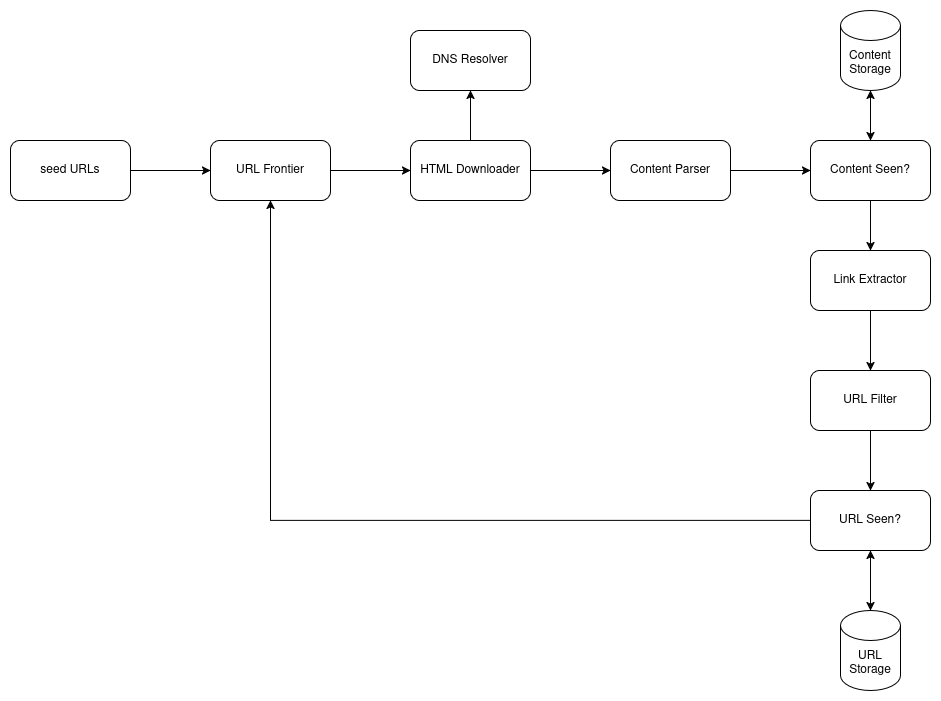 DNS Resolver
Content
Storage
seed URLs
URL Frontier
HTML Downloader
Content Parser
Content Seen?
Link Extractor
URL Filter
URL Seen?
URL
Storage